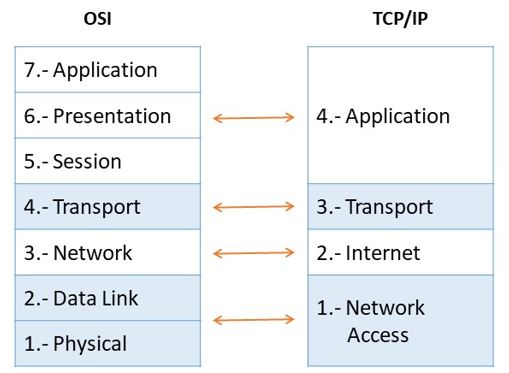 OSI
TCP/IP
7.- Application
6.- Presentation
5.- Session
4.- Transport
3.- Network
2.- Data Link
1.- Physical
4.- Application
3.- Transport
2.- Internet
1.- Network
Access